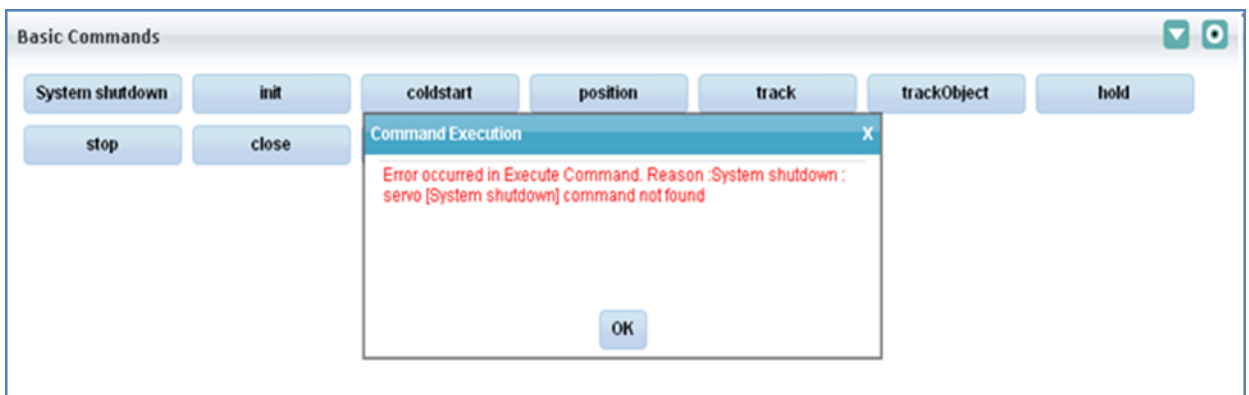 Basic Commands
System shutdown init coldstart position track trackObject hold
stop close
Command Execution X
Error occurred in Execute Command. Reason :System shutdown :
servo [System shutdown] command not found
OK